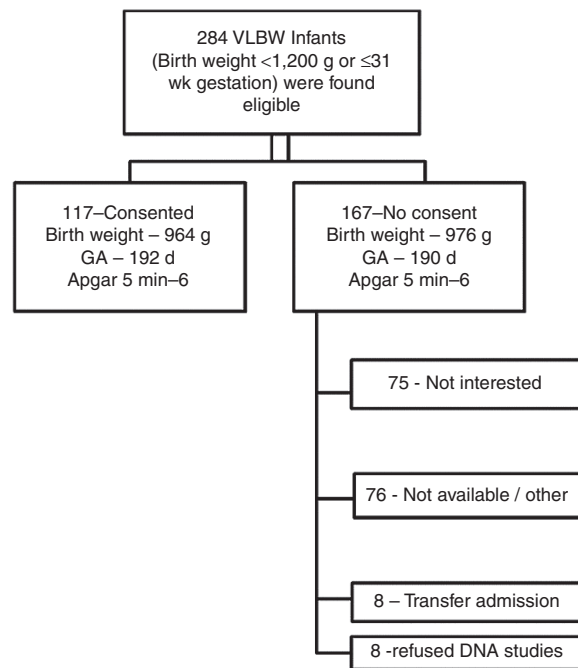 284 VLBW Infants
(Birth weight <1,200 g or ≤31
wk gestation) were found
eligible
117–Consented
Birth weight – 964 g
GA – 192 d
Apgar 5 min–6
167–No consent
Birth weight – 976 g
GA – 190 d
Apgar 5 min–6
75 - Not interested
76 - Not available / other
8 – Transfer admission
8 -refused DNA studies